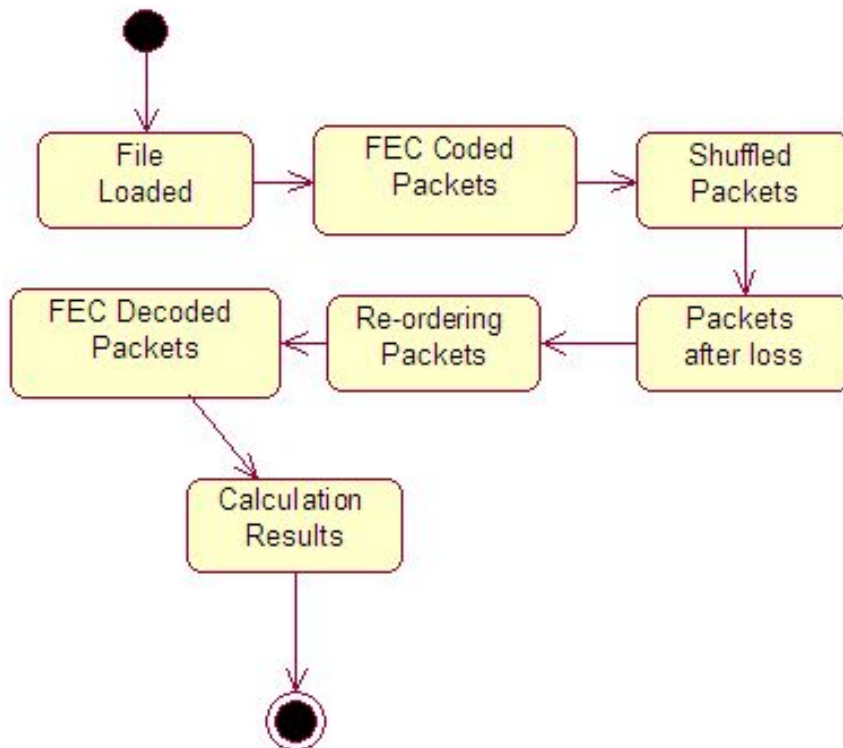 File
Loaded
FEC Coded
Packets
Shuffled
Packets
Packets
after loss
Re-ordering
Packets
FEC Decoded
Packets
Calculation
Results